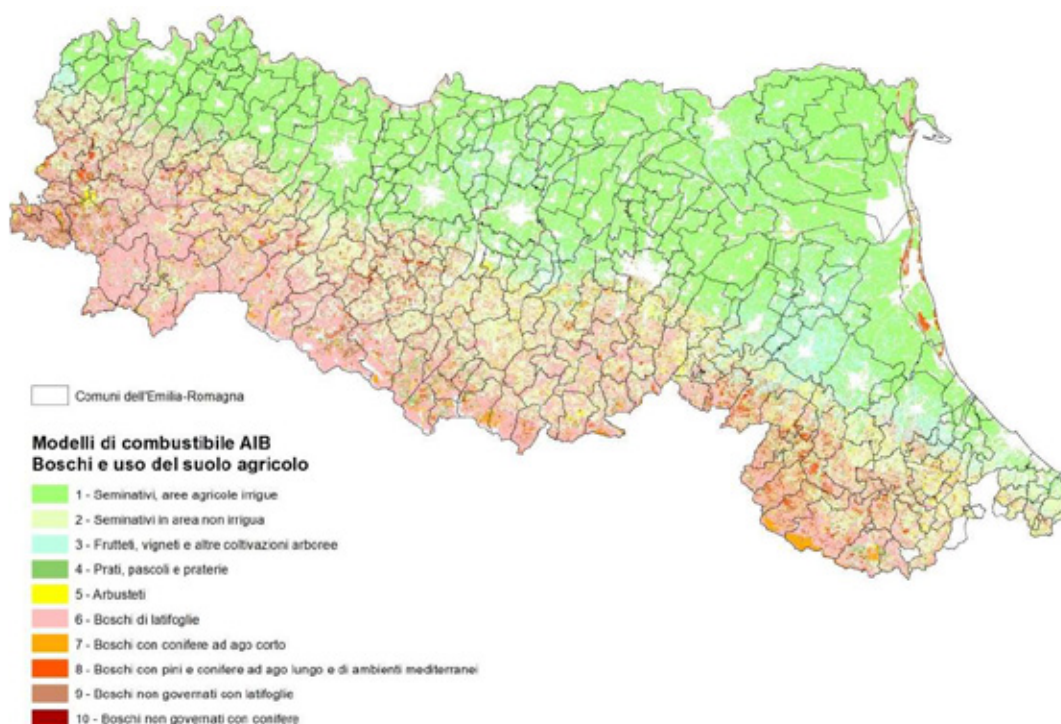 Comuni dell'Emilia-Romagna
Modelli di combustibile AIB
Boschi e uso del suolo agricolo
1 - Seminativi, aree agricole irrigue
2 - Seminativi in area non irrigua
3 - Frutteti, vigneti e altre coltivazioni arboree
4 - Prati, pascoli e praterie
5 - Arbusteti
6 - Boschi di latifoglie
7 - Boschi con conifere ad ago corto
8 - Boschi con pini e conifere ad ago lungo e di ambienti mediterranei
9 - Boschi non governati con latifoglie
10 - Boschi non governati con conifere